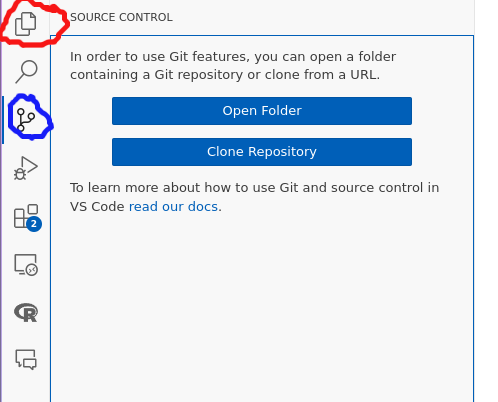 SOURCE CONTROL
In order to use Git features, you can open a folder
containing a Git repository or clone from a URL.
Open Folder
Clone Repository
To learn more about how to use Git and source control in
VS Code read our docs.
2
R